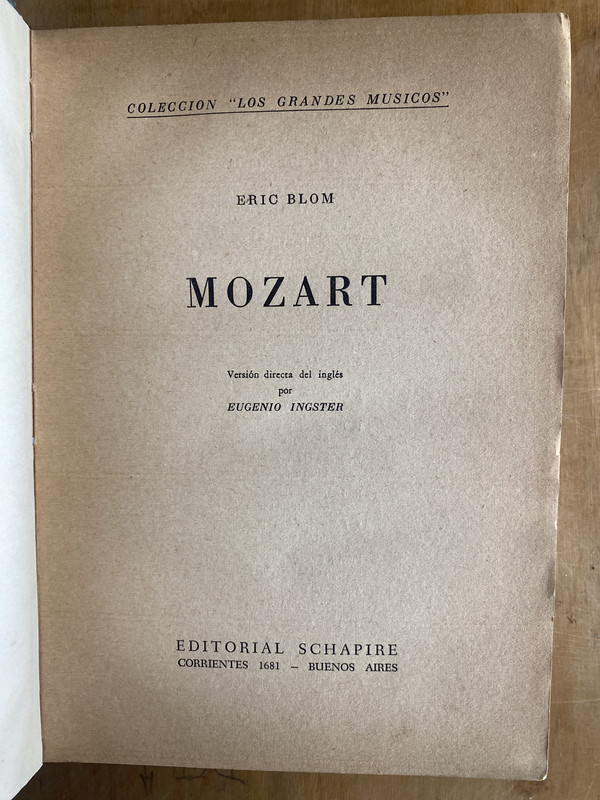 COLECCION "LOS GRANDES MUSICOS"
ERIC BLOM
MOZART
Versión directa del inglés
por
EUGENIO INGSTER
EDITORIAL SCHAPIRE
CORRIENTES 1681 – BUENOS AIRES